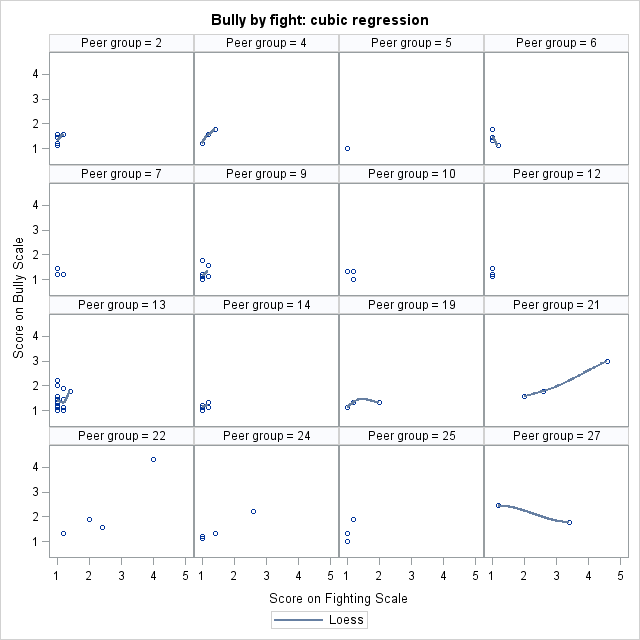 Bully by fight: cubic regression
Peer group = 2 Peer group = 4 Peer group = 5 Peer group = 6
4
3
2
1
Peer group = 7 Peer group = 9 Peer group = 10 Peer group = 12
4
3
2
1
Score on Bully Scale
Peer group = 13 Peer group = 14 Peer group = 19 Peer group = 21
4
3
2
1
Peer group = 22 Peer group = 24 Peer group = 25 Peer group = 27
4
3
2
1
1 2 3 4 5 1 2 3 4 5 1 2 3 4 5 1 2 3 4 5
Score on Fighting Scale
Loess